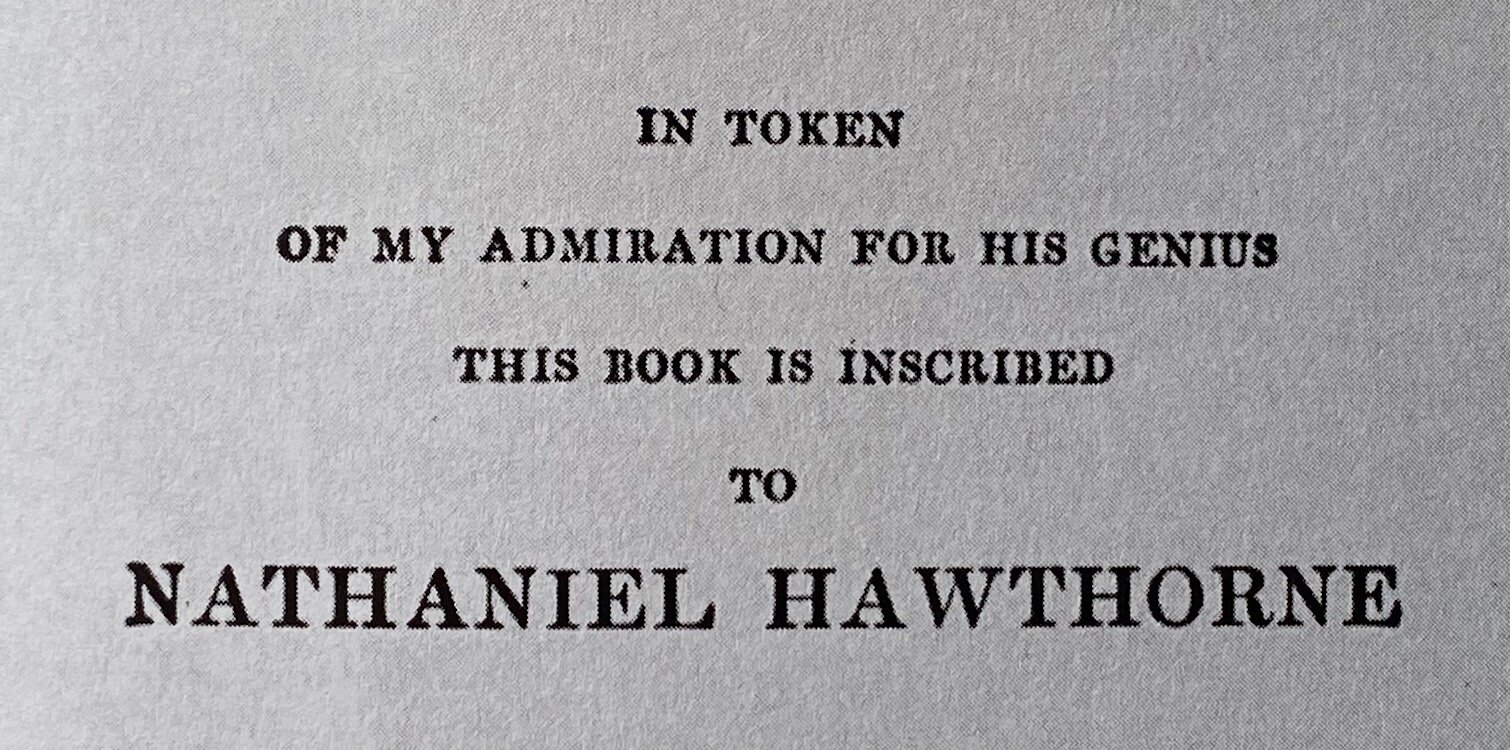 IN TOKEN
OF MY ADMIRATION FOR HIS GENIUS
THIS BOOK IS INSCRIBED
TO
NATHANIEL HAWTHORNE